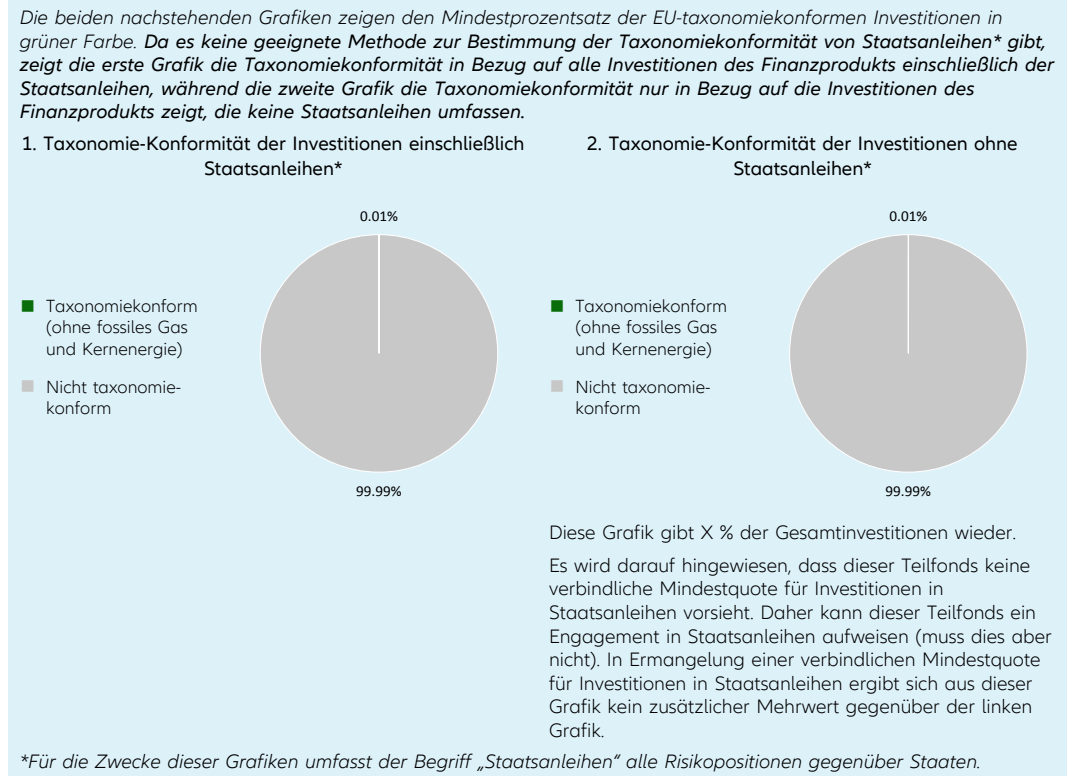 Die beiden nachstehenden Grafiken zeigen den Mindestprozentsatz der EU-taxonomiekonformen Investitionen in
grüner Farbe. Da es keine geeignete Methode zur Bestimmung der Taxonomiekonformität von Staatsanleihen* gibt,
zeigt die erste Grafik die Taxonomiekonformität in Bezug auf alle Investitionen des Finanzprodukts einschließlich der
Staatsanleihen, während die zweite Grafik die Taxonomiekonformität nur in Bezug auf die Investitionen des
Finanzprodukts zeigt, die keine Staatsanleihen umfassen.
1. Taxonomie-Konformität der Investitionen einschließlich
Staatsanleihen*
0.01%
Taxonomiekonform
(ohne fossiles Gas
und Kernenergie)
Nicht taxonomie-
konform
99.99%
2. Taxonomie-Konformität der Investitionen ohne
Staatsanleihen*
0.01%
Taxonomiekonform
(ohne fossiles Gas
und Kernenergie)
Nicht taxonomie-
konform
99.99%
Diese Grafik gibt X % der Gesamtinvestitionen wieder.
Es wird darauf hingewiesen, dass dieser Teilfonds keine
verbindliche Mindestquote für Investitionen in
Staatsanleihen vorsieht. Daher kann dieser Teilfonds ein
Engagement in Staatsanleihen aufweisen (muss dies aber
nicht). In Ermangelung einer verbindlichen Mindestquote
für Investitionen in Staatsanleihen ergibt sich aus dieser
Grafik kein zusätzlicher Mehrwert gegenüber der linken
Grafik.
*Für die Zwecke dieser Grafiken umfasst der Begriff „Staatsanleihen" alle Risikopositionen gegenüber Staaten.